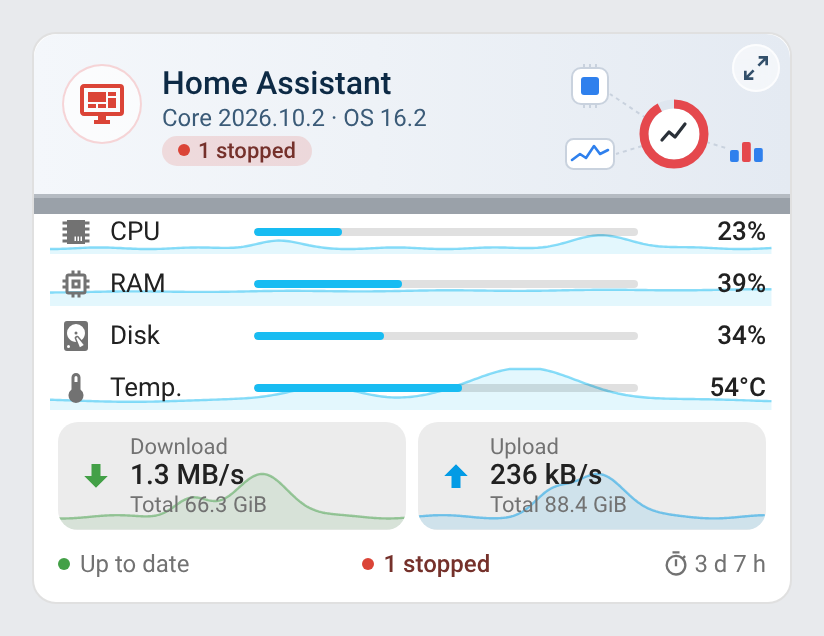 Home Assistant
Core 2026.10.2 · OS 16.2
1 stopped
CPU 23%
RAM 39%
Disk 34%
Temp. 54°C
Download
1.3 MB/s
Total 66.3 GiB
Upload
236 kB/s
Total 88.4 GiB
Up to date
1 stopped
3 d 7 h